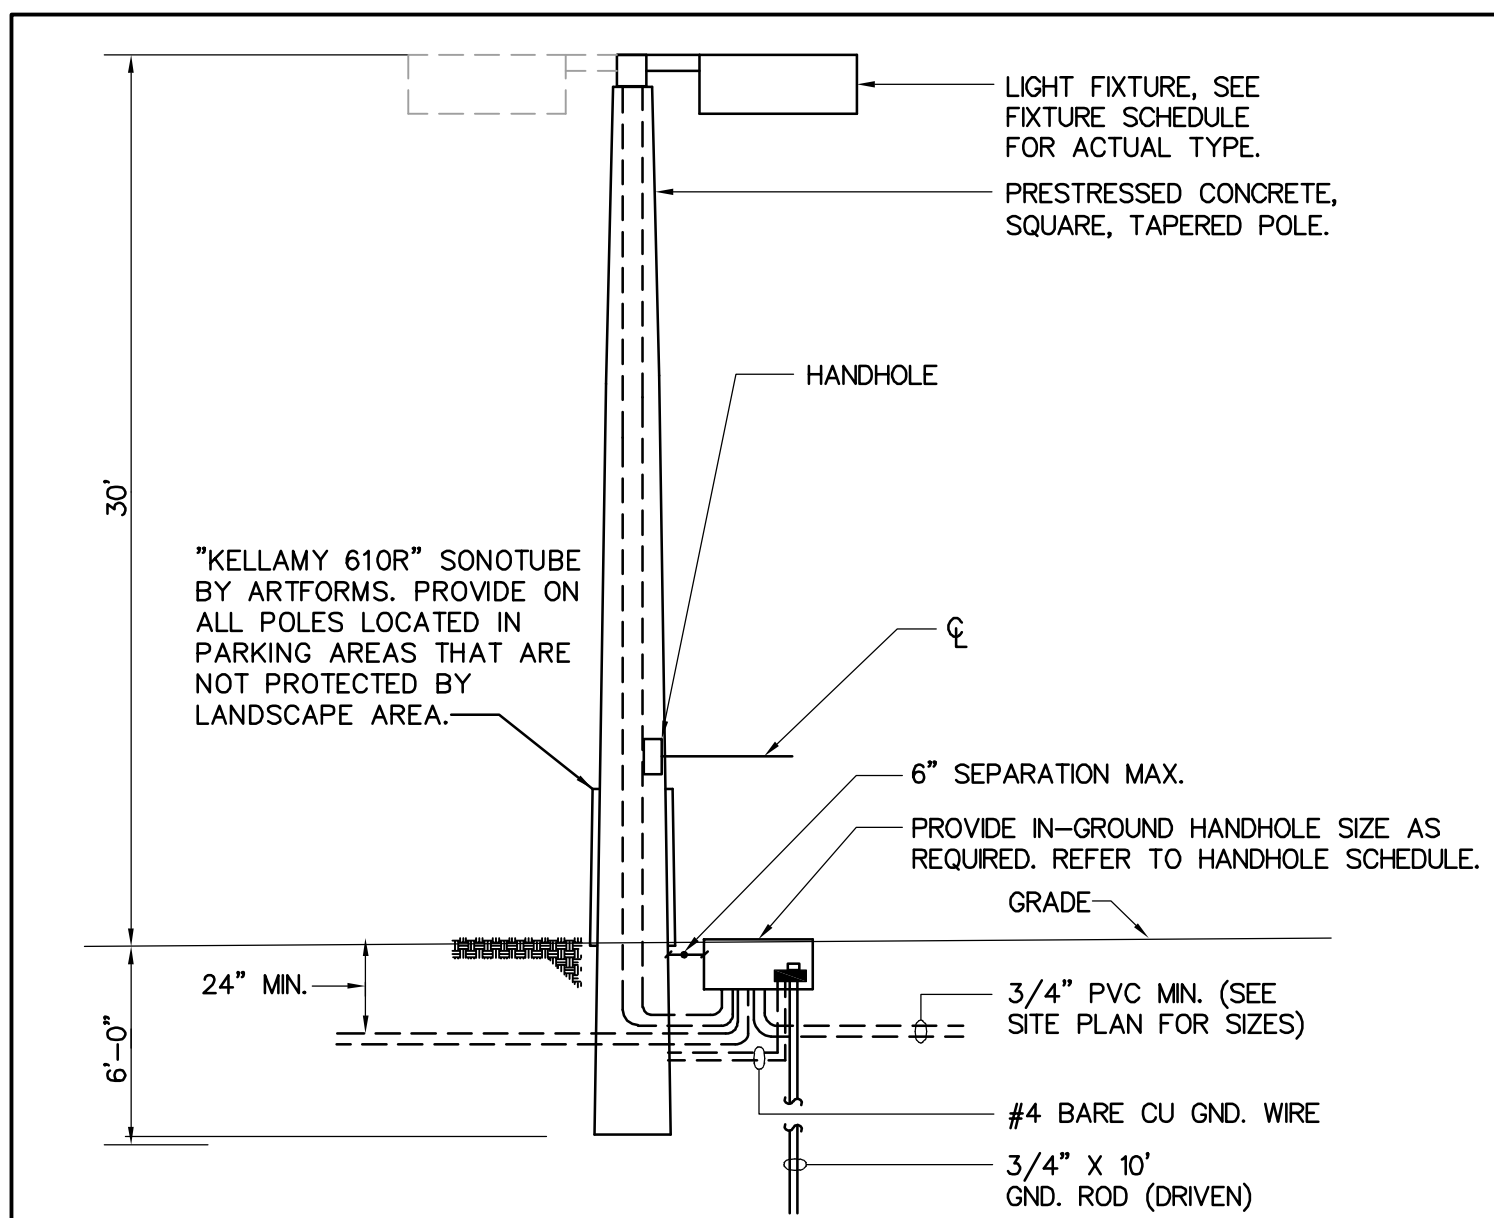 LIGHT FIXTURE, SEE
FIXTURE SCHEDULE
FOR ACTUAL TYPE.
PRESTRESSED CONCRETE,
SQUARE, TAPERED POLE.
HANDHOLE
30'
"KELLAMY 610R" SONOTUBE
BY ARTFORMS. PROVIDE ON
ALL POLES LOCATED IN
PARKING AREAS THAT ARE
NOT PROTECTED BY
LANDSCAPE AREA.
℄
6" SEPARATION MAX.
PROVIDE IN-GROUND HANDHOLE SIZE AS
REQUIRED. REFER TO HANDHOLE SCHEDULE.
GRADE
24" MIN.
3/4" PVC MIN. (SEE
SITE PLAN FOR SIZES)
6'-0"
#4 BARE CU GND. WIRE
3/4" X 10'
GND. ROD (DRIVEN)